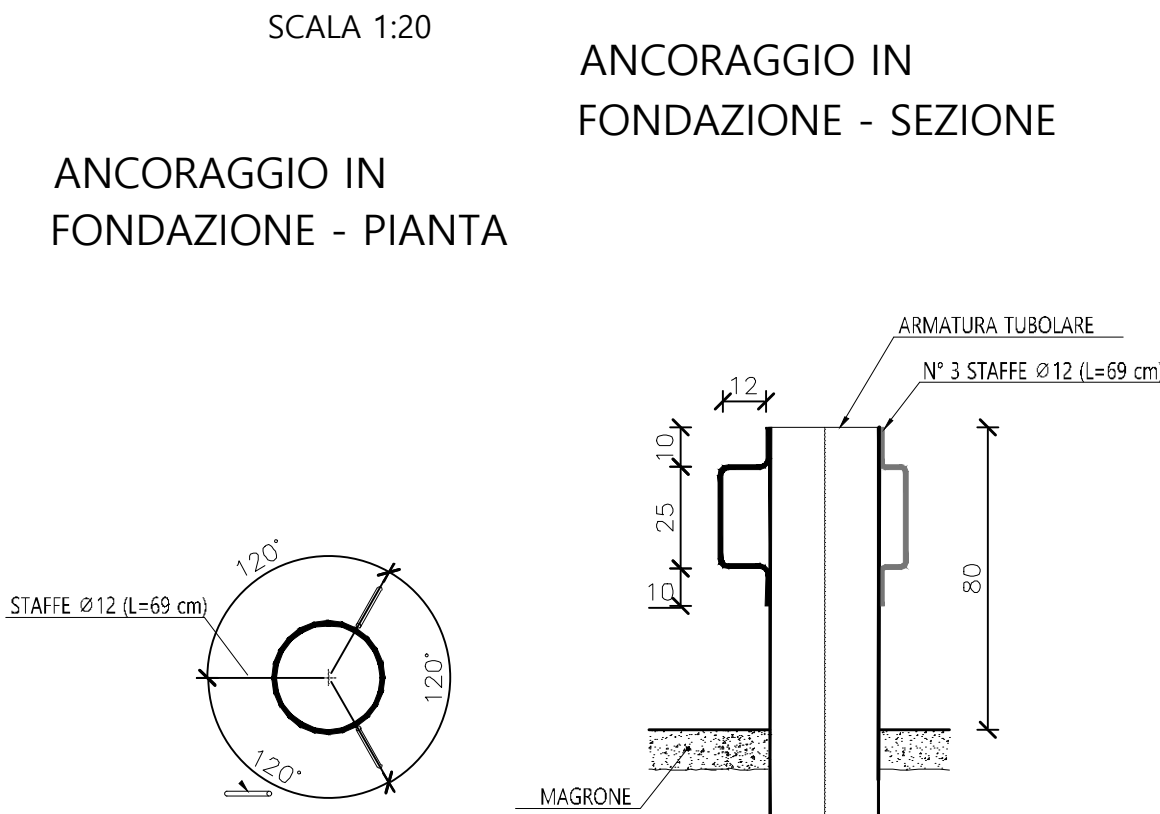 SCALA 1:20
ANCORAGGIO IN
FONDAZIONE - SEZIONE
ANCORAGGIO IN
FONDAZIONE - PIANTA
ARMATURA TUBOLARE
N° 3 STAFFE Ø12 (L=69 cm)
12
10
25
10
80
120°
STAFFE Ø12 (L=69 cm)
120°
120°
MAGRONE